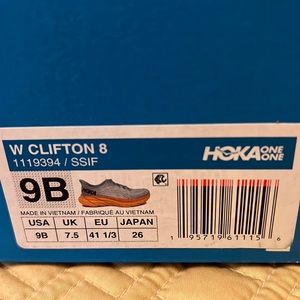 W CLIFTON 8
1119394 / SSIF
HOKA ONE ONE
9B
MADE IN VIETNAM / FABRIQUÉ AU VIETNAM
USA UK EU JAPAN
9B 7.5 41 1/3 26
1 95719 61115 6